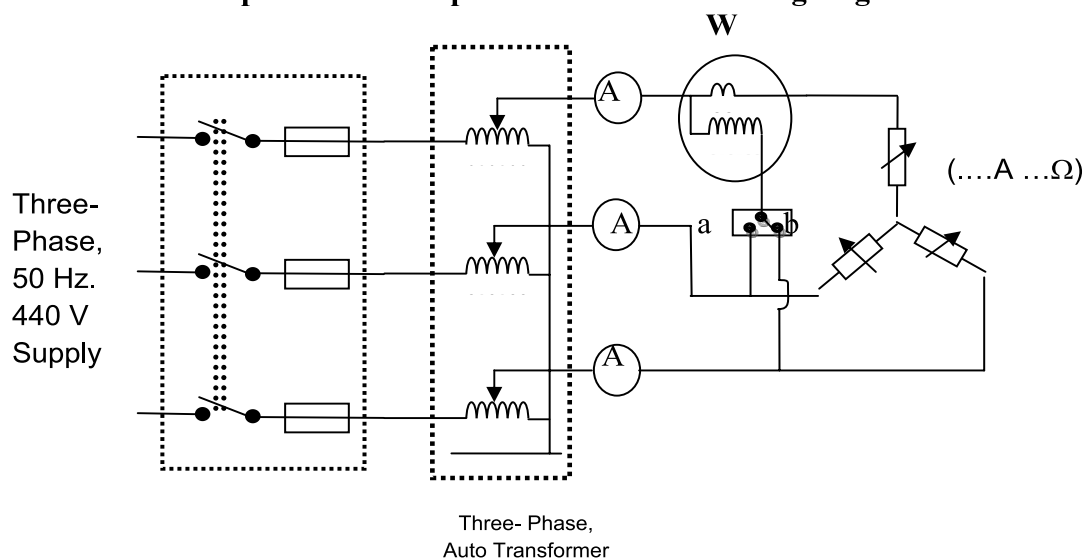 W
A
(....A ...Ω)
Three-
Phase,
50 Hz.
440 V
Supply
A
a
b
A
Three- Phase,
Auto Transformer